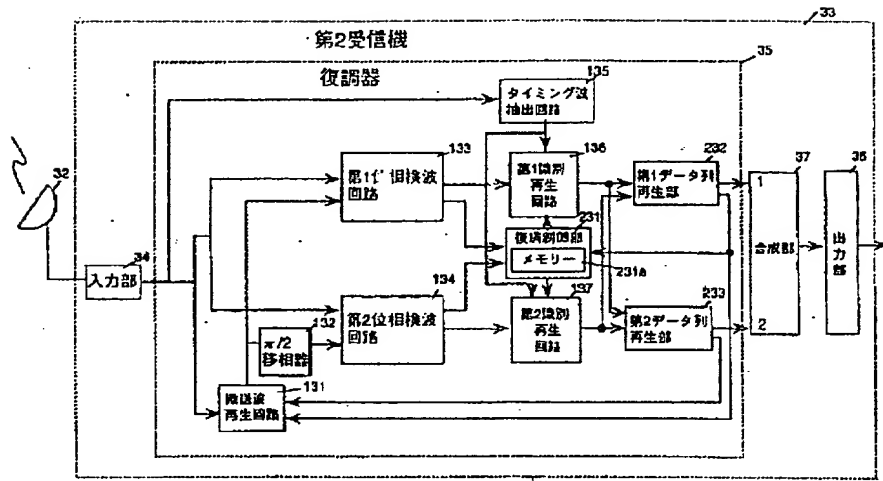 33
第2受信機
35
復調器
135
タイミング波
抽出回路
32
133
第1位相検波
回路
136
第1識別
再生
回路
232
第1データ列
再生部
37
1
合成部
2
36
出
力
部
231
復調制御部
メモリー
231a
34
入力部
134
第2位相検波
回路
132
π/2
移相器
137
第2識別
再生
回路
233
第2データ列
再生部
131
搬送波
再生回路